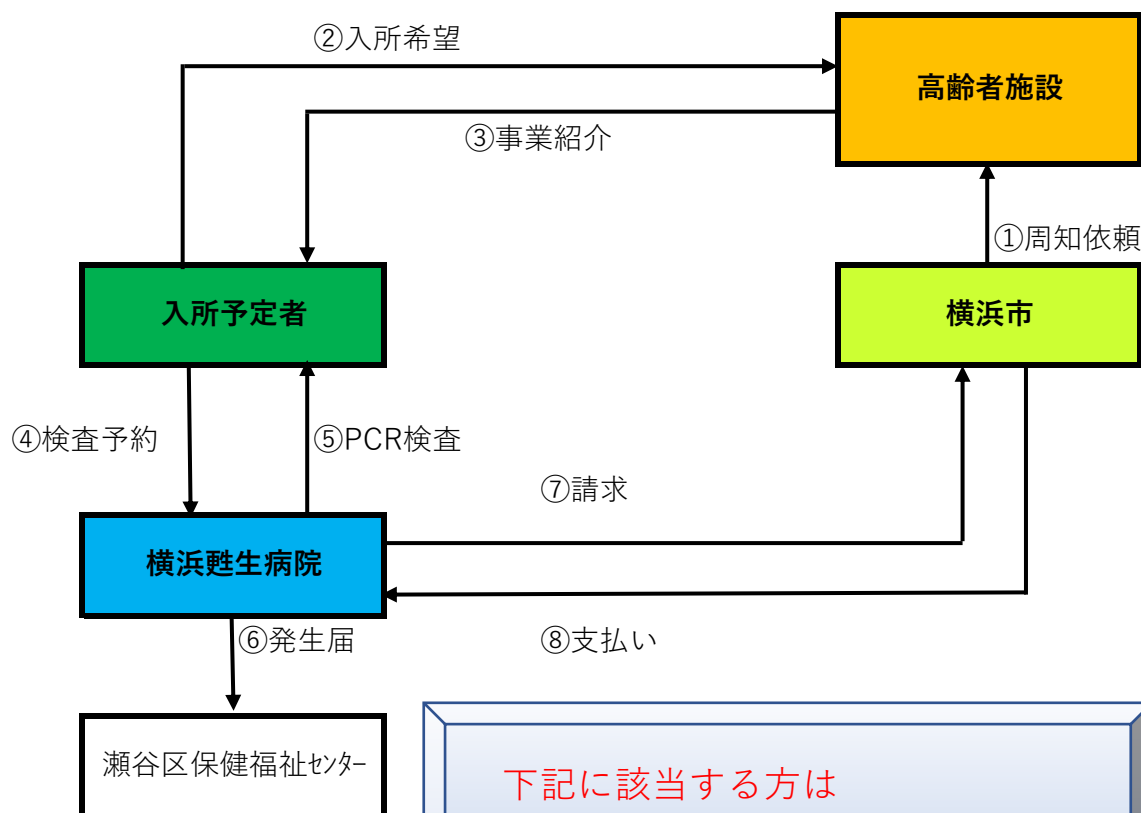 ②入所希望
高齢者施設
③事業紹介
①周知依頼
入所予定者
横浜市
④検査予約
⑤PCR検査
⑦請求
横浜甦生病院
⑥発生届
⑧支払い
瀬谷区保健福祉ｾﾝﾀｰ
下記に該当する方は